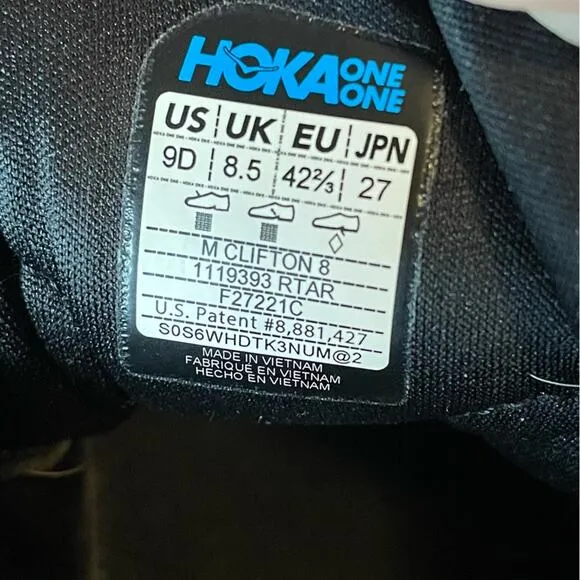 HOKA ONE ONE
US UK EU JPN
9D 8.5 42⅔ 27
M CLIFTON 8
1119393 RTAR
F27221C
U.S. Patent #8,881,427
S0S6WHDTK3NUM@2
MADE IN VIETNAM
FABRIQUÉ EN VIETNAM
HECHO EN VIETNAM